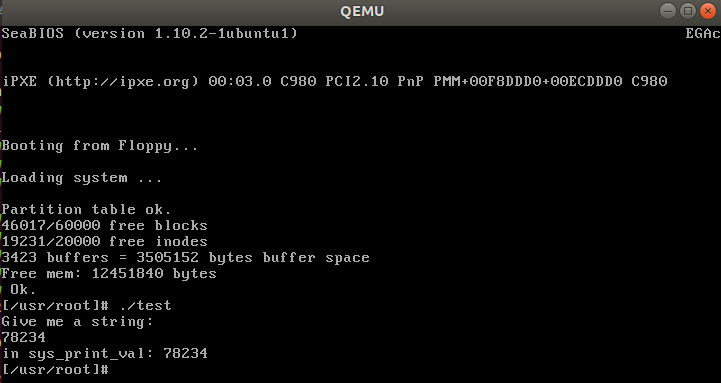 QEMU
SeaBIOS (version 1.10.2-1ubuntu1) EGAc
iPXE (http://ipxe.org) 00:03.0 C980 PCI2.10 PnP PMM+00F8DDD0+00ECDDD0 C980
Booting from Floppy...
Loading system ...
Partition table ok.
46017/60000 free blocks
19231/20000 free inodes
3423 buffers = 3505152 bytes buffer space
Free mem: 12451840 bytes
Ok.
[/usr/root]# ./test
Give me a string:
78234
in sys_print_val: 78234
[/usr/root]#